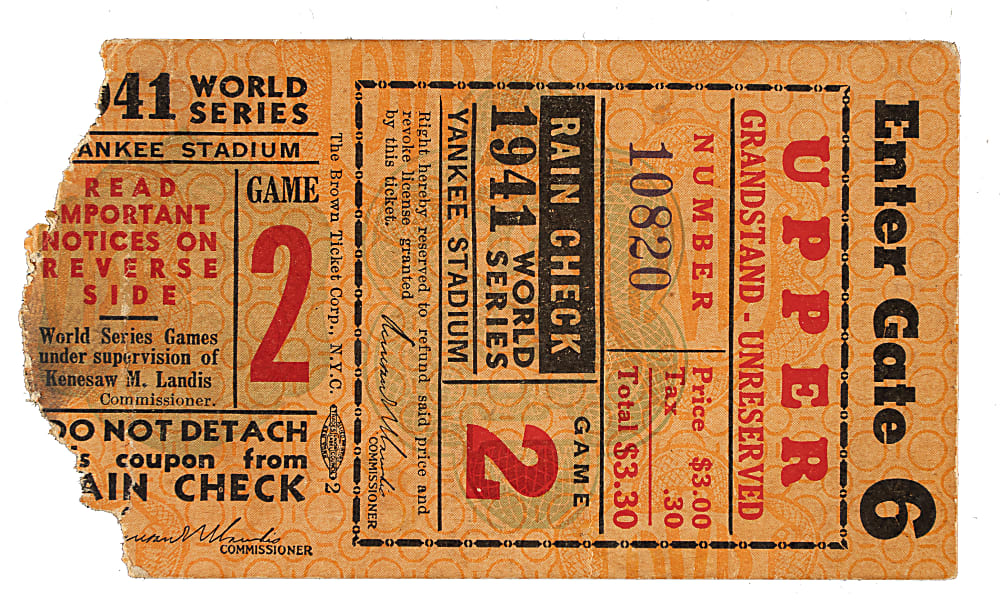 941 WORLD
SERIES
ANKEE STADIUM
READ
MPORTANT
NOTICES ON
REVERSE
SIDE
World Series Games
under supervision of
Kenesaw M. Landis
Commissioner.
GAME
2
DO NOT DETACH
s coupon from
AIN CHECK
COMMISSIONER
The Brown Ticket Corp., N.Y.C.
2
Enter Gate 6
UPPER
GRANDSTAND - UNRESERVED
NUMBER
10820
Price $3.00
Tax .30
Total $3.30
RAIN CHECK
1941 WORLD
SERIES
YANKEE STADIUM
GAME
2
Right hereby reserved to refund said price and
revoke license granted
by this ticket.
Kenesaw M Landis
COMMISSIONER